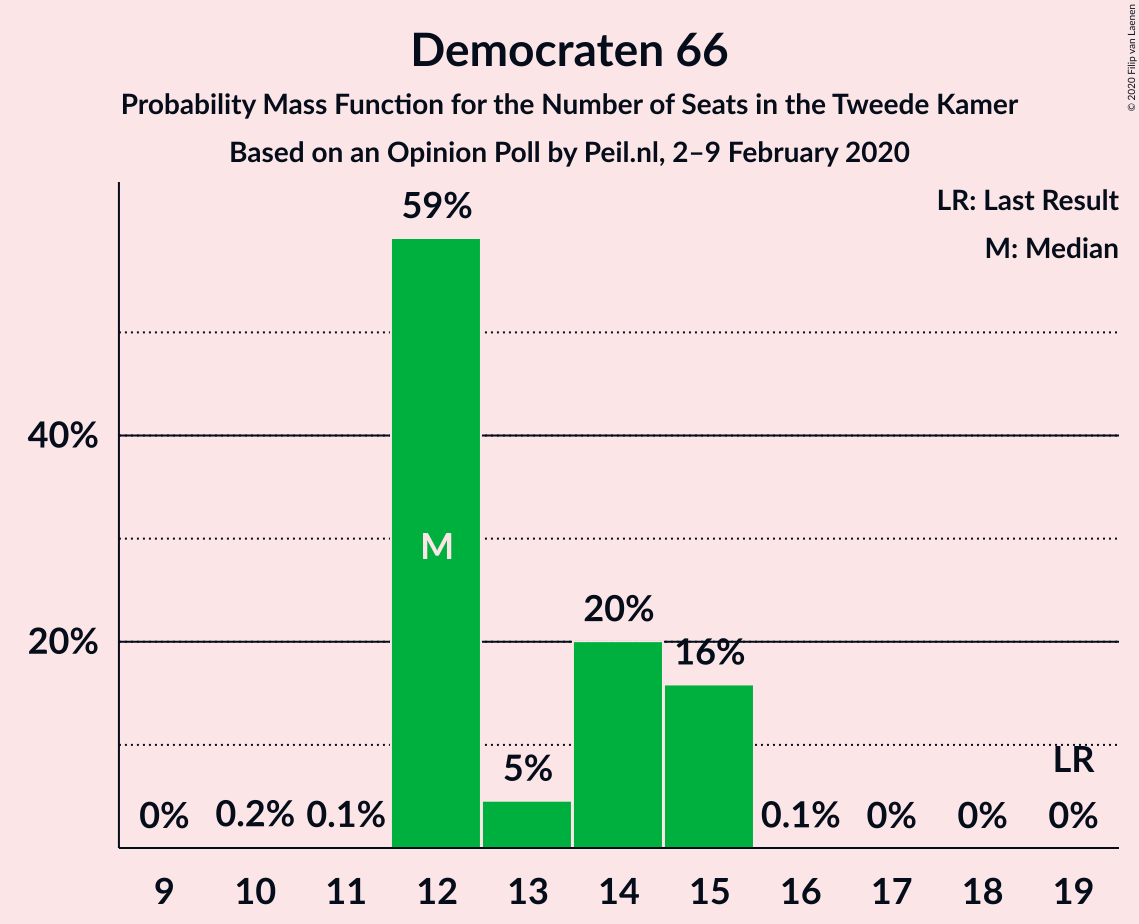 Democraten 66
Probability Mass Function for the Number of Seats in the Tweede Kamer
Based on an Opinion Poll by Peil.nl, 2–9 February 2020
© 2020 Filip van Laenen
LR: Last Result
M: Median
59%
40%
M
20%
20%
16%
5%
LR
0% 0.2% 0.1% 0.1% 0% 0% 0%
9 10 11 12 13 14 15 16 17 18 19